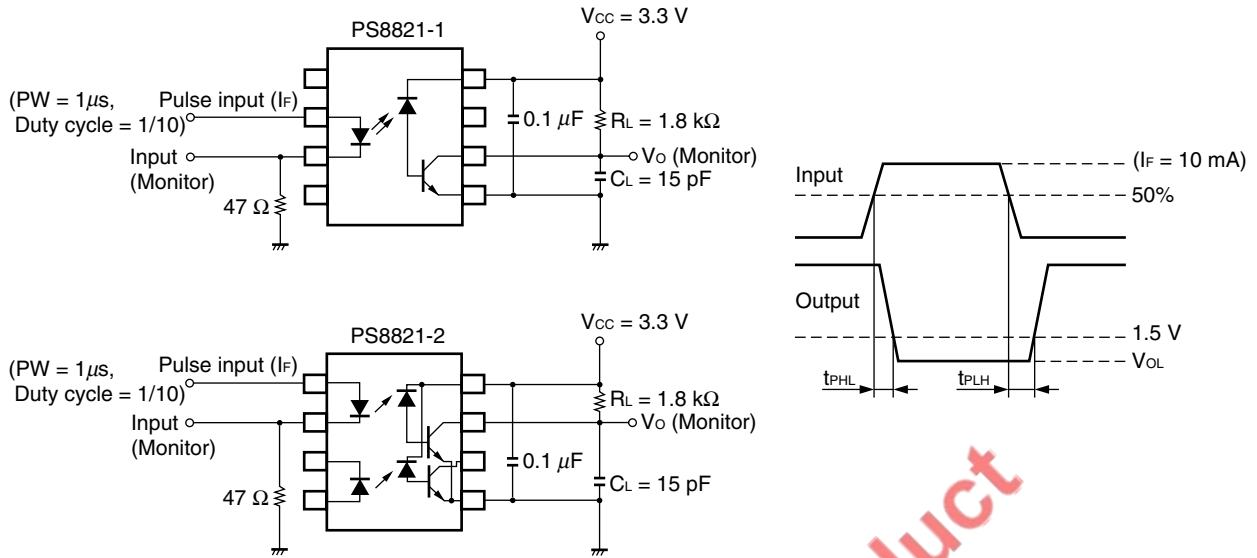 PS8821-1
VCC = 3.3 V
(PW = 1μs,
Duty cycle = 1/10)
Pulse input (IF)
Input
(Monitor)
47 Ω
0.1 μF
RL = 1.8 kΩ
VO (Monitor)
CL = 15 pF
PS8821-2
VCC = 3.3 V
(PW = 1μs,
Duty cycle = 1/10)
Pulse input (IF)
Input
(Monitor)
47 Ω
0.1 μF
RL = 1.8 kΩ
VO (Monitor)
CL = 15 pF
Input
(IF = 10 mA)
50%
Output
1.5 V
VOL
tPHL
tPLH